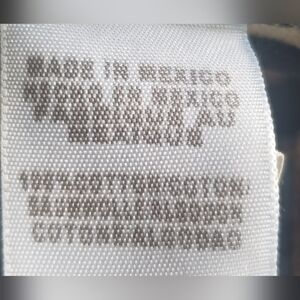 MADE IN MEXICO
HECHO EN MEXICO
FABRIQUE AU
MEXIQUE
100%COTTON/COTON/
BAUMWOLLE/ALGODON
COTONE/ALGODAO